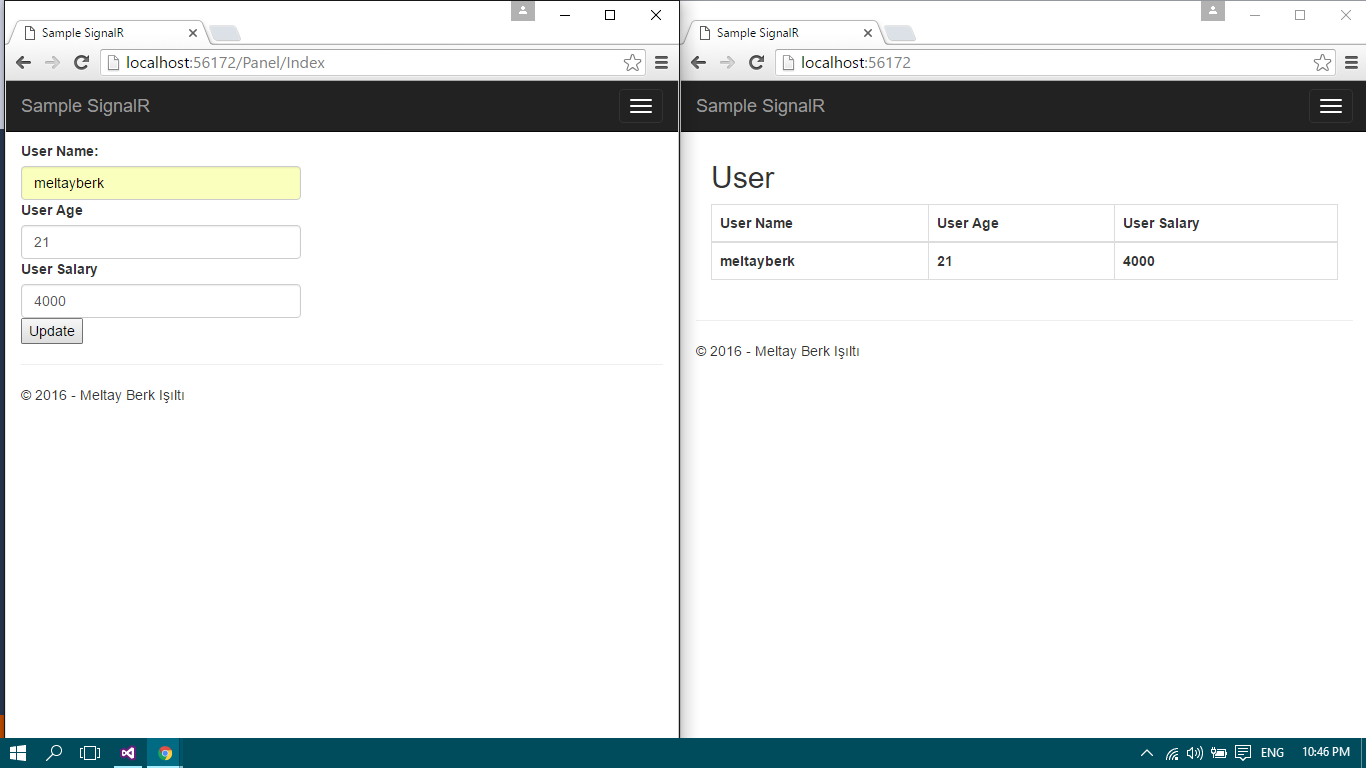 Sample SignalR
localhost:56172/Panel/Index
Sample SignalR
User Name:
meltayberk
User Age
21
User Salary
4000
Update
© 2016 - Meltay Berk Işıltı
Sample SignalR
localhost:56172
Sample SignalR
User
User Name User Age User Salary
meltayberk 21 4000
© 2016 - Meltay Berk Işıltı
ENG 10:46 PM